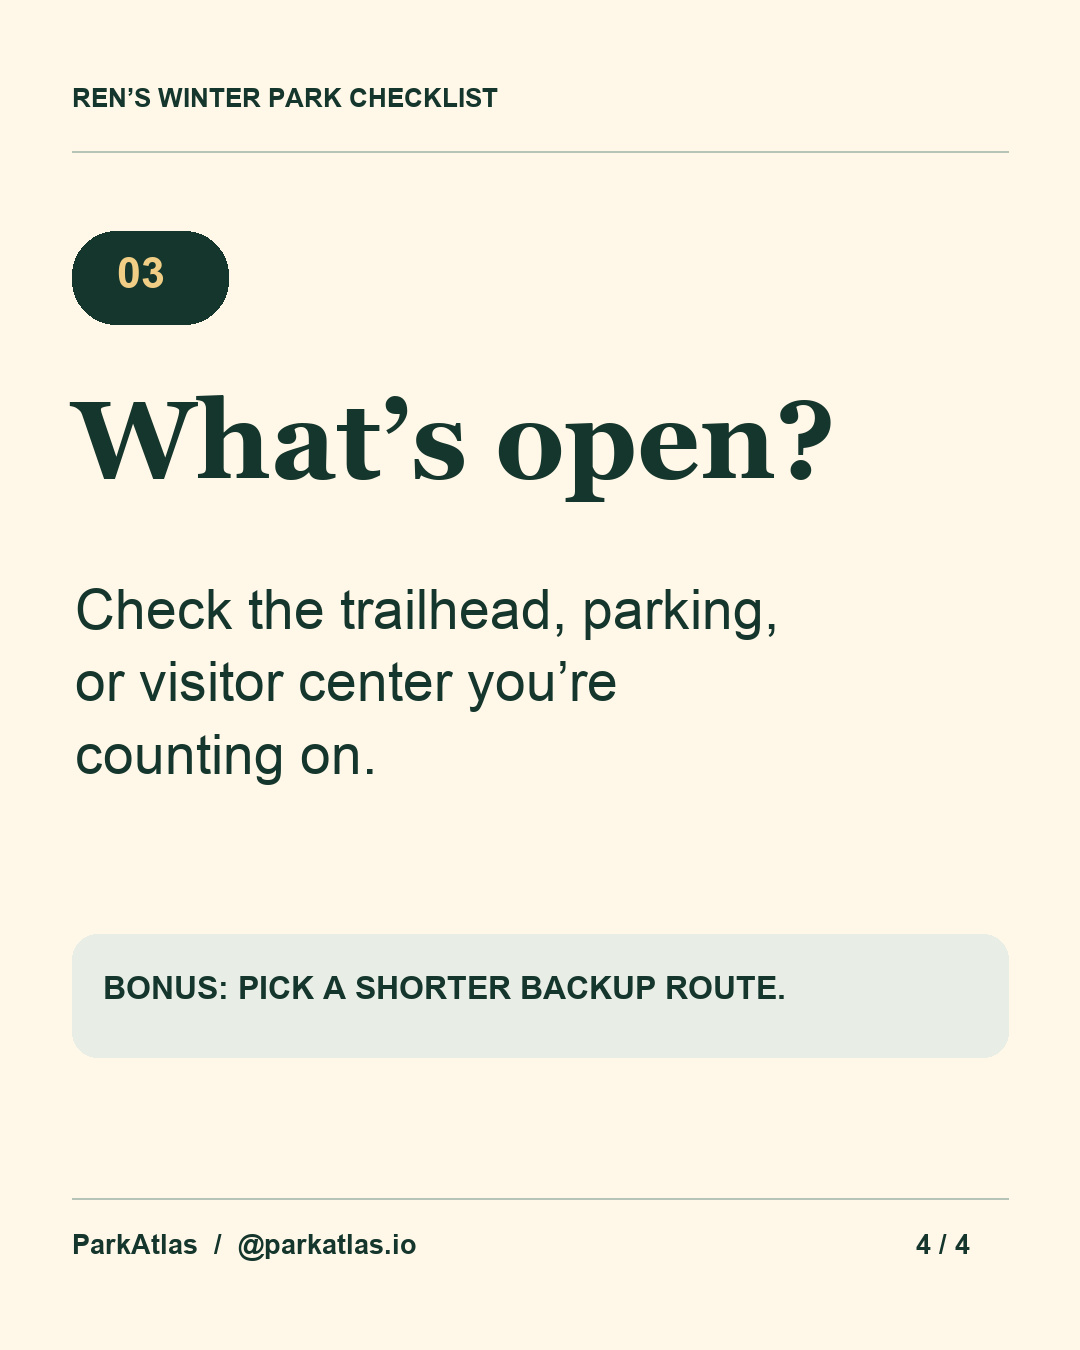 REN’S WINTER PARK CHECKLIST
03
What’s open?
Check the trailhead, parking,
or visitor center you’re
counting on.
BONUS: PICK A SHORTER BACKUP ROUTE.
ParkAtlas / @parkatlas.io
4 / 4